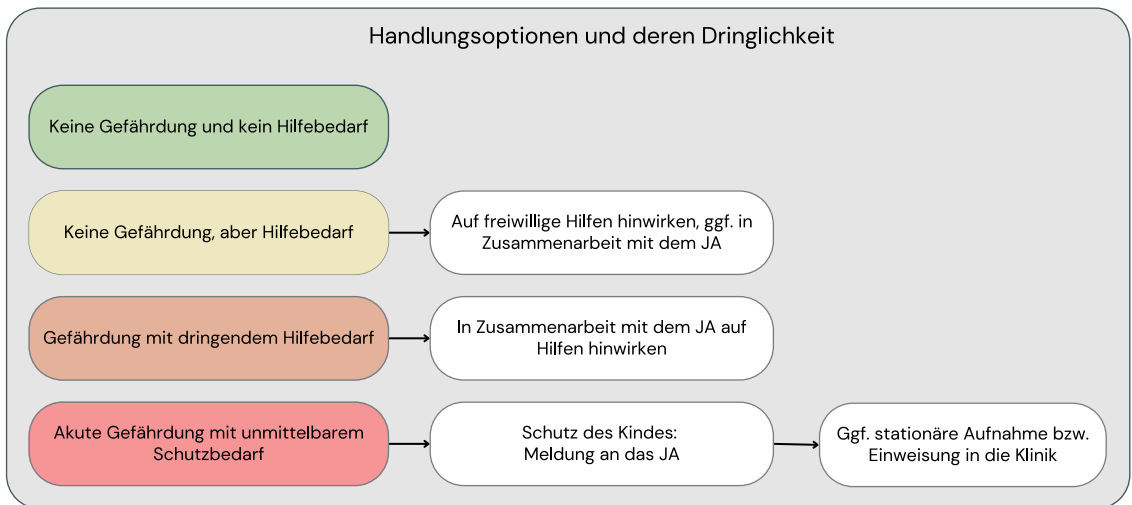 Handlungsoptionen und deren Dringlichkeit
Keine Gefährdung und kein Hilfebedarf
Keine Gefährdung, aber Hilfebedarf
Auf freiwillige Hilfen hinwirken, ggf. in
Zusammenarbeit mit dem JA
Gefährdung mit dringendem Hilfebedarf
In Zusammenarbeit mit dem JA auf
Hilfen hinwirken
Akute Gefährdung mit unmittelbarem
Schutzbedarf
Schutz des Kindes:
Meldung an das JA
Ggf. stationäre Aufnahme bzw.
Einweisung in die Klinik